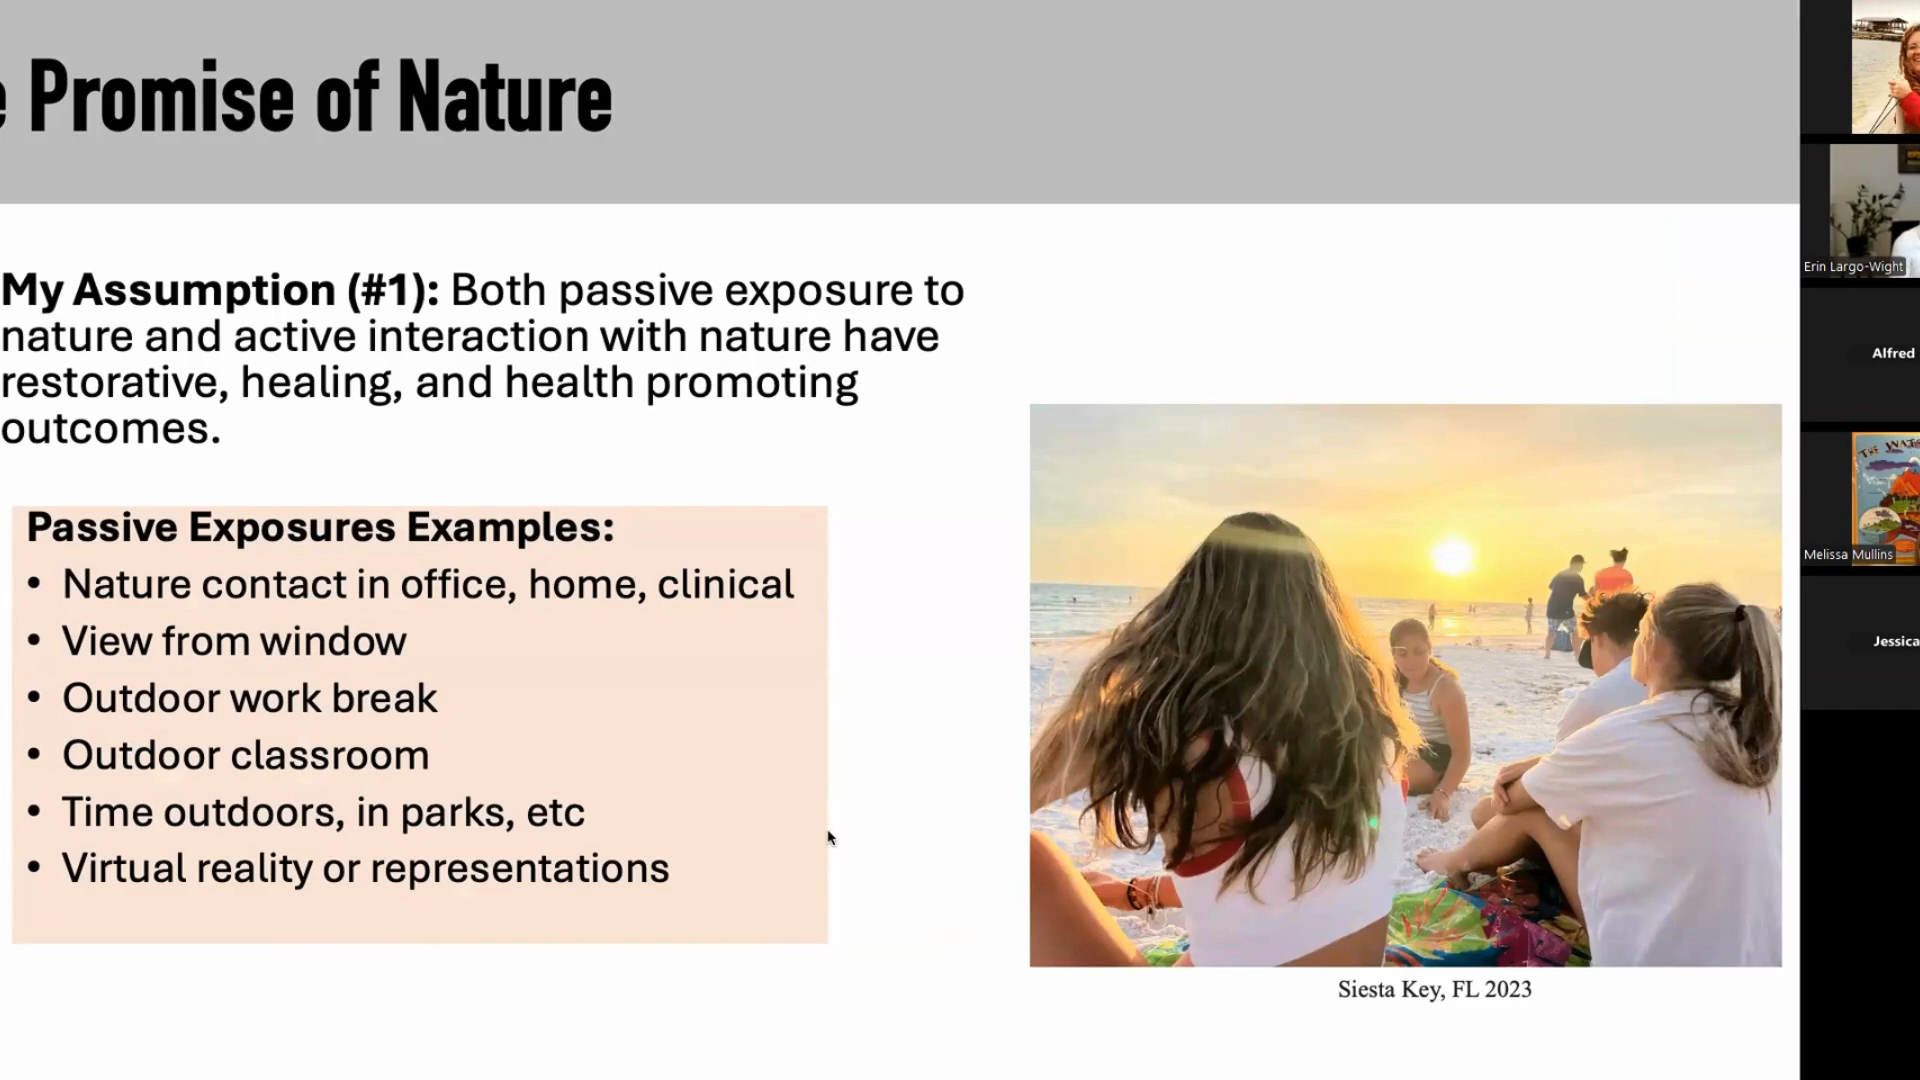 e Promise of Nature
My Assumption (#1): Both passive exposure to
nature and active interaction with nature have
restorative, healing, and health promoting
outcomes.
Passive Exposures Examples:
• Nature contact in office, home, clinical
• View from window
• Outdoor work break
• Outdoor classroom
• Time outdoors, in parks, etc
• Virtual reality or representations
Siesta Key, FL 2023
Erin Largo-Wight
Alfred
Melissa Mullins
Jessica